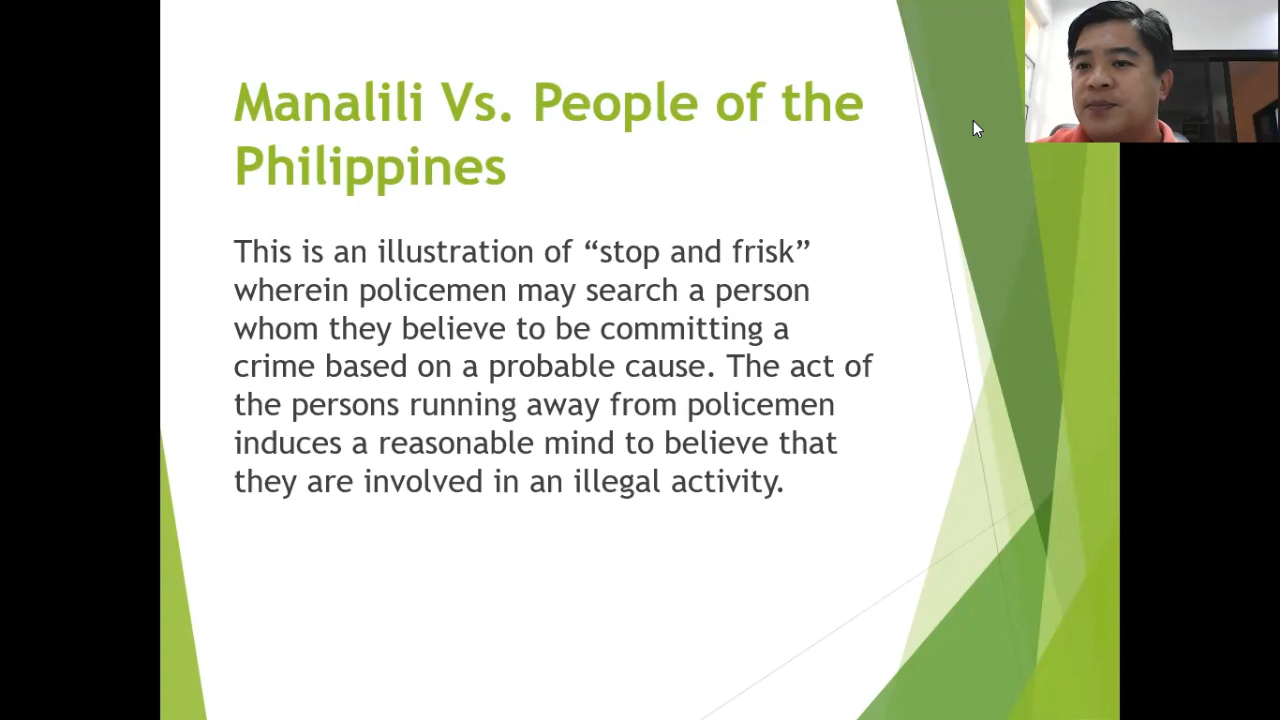 Manalili Vs. People of the
Philippines
This is an illustration of “stop and frisk”
wherein policemen may search a person
whom they believe to be committing a
crime based on a probable cause. The act of
the persons running away from policemen
induces a reasonable mind to believe that
they are involved in an illegal activity.